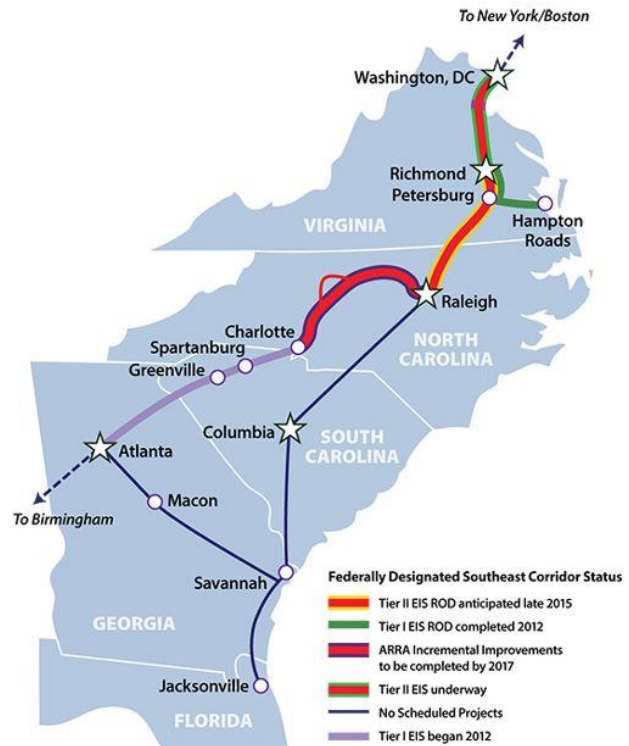 To New York/Boston
Washington, DC
Richmond
Petersburg
Hampton
Roads
VIRGINIA
Raleigh
Charlotte
NORTH
CAROLINA
Spartanburg
Greenville
Columbia
SOUTH
CAROLINA
Atlanta
Macon
To Birmingham
Savannah
GEORGIA
Jacksonville
FLORIDA
Federally Designated Southeast Corridor Status
Tier II EIS ROD anticipated late 2015
Tier I EIS ROD completed 2012
ARRA Incremental Improvements
to be completed by 2017
Tier II EIS underway
No Scheduled Projects
Tier I EIS began 2012